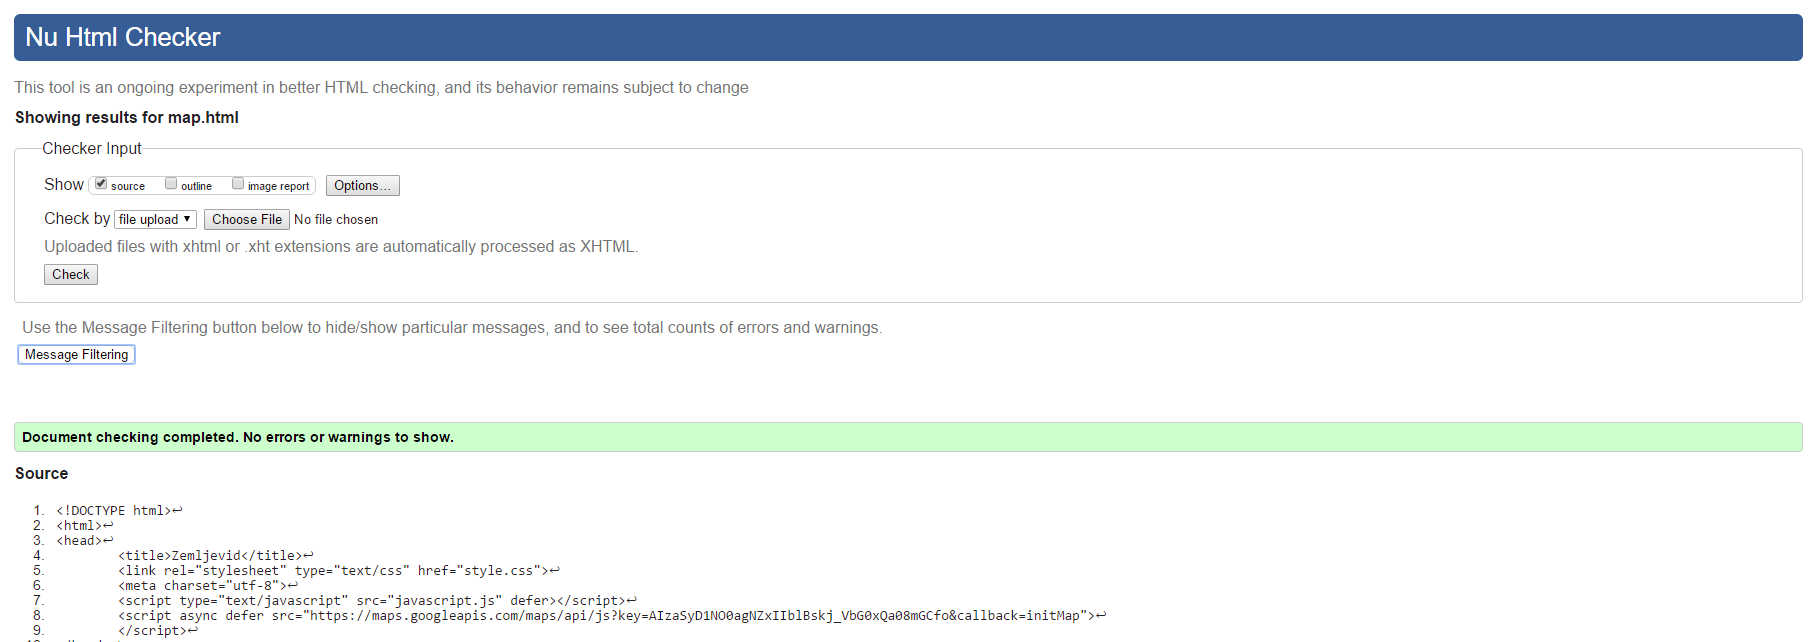 Nu Html Checker
This tool is an ongoing experiment in better HTML checking, and its behavior remains subject to change
Showing results for map.html
Checker Input
Show source outline image report Options...
Check by file upload Choose File No file chosen
Uploaded files with xhtml or .xht extensions are automatically processed as XHTML.
Check
Use the Message Filtering button below to hide/show particular messages, and to see total counts of errors and warnings.
Message Filtering
Document checking completed. No errors or warnings to show.
Source
1. <!DOCTYPE html>↩
2. <html>↩
3. <head>↩
4. <title>Zemljevid</title>↩
5. <link rel="stylesheet" type="text/css" href="style.css">↩
6. <meta charset="utf-8">↩
7. <script type="text/javascript" src="javascript.js" defer></script>↩
8. <script async defer src="https://maps.googleapis.com/maps/api/js?key=AIzaSyD1NO0agNZxIIblBskj_VbG0xQa08mGCfo&callback=initMap">↩
9. </script>↩